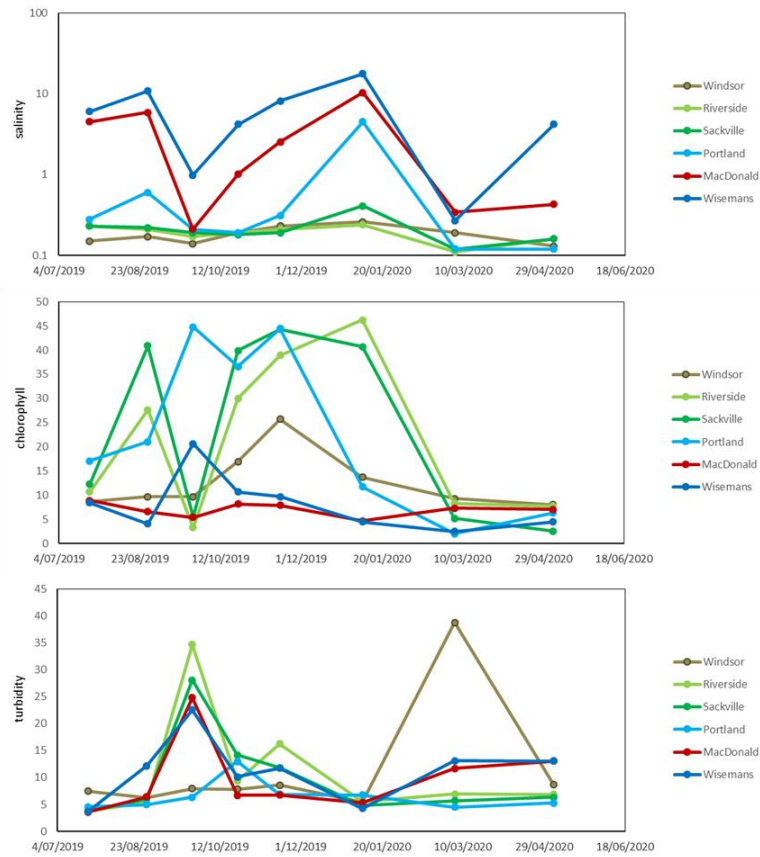 100
10
1
0.1
salinity
4/07/2019 23/08/2019 12/10/2019 1/12/2019 20/01/2020 10/03/2020 29/04/2020 18/06/2020
Windsor
Riverside
Sackville
Portland
MacDonald
Wisemans
50
45
40
35
30
25
20
15
10
5
0
chlorophyll
4/07/2019 23/08/2019 12/10/2019 1/12/2019 20/01/2020 10/03/2020 29/04/2020 18/06/2020
Windsor
Riverside
Sackville
Portland
MacDonald
Wisemans
45
40
35
30
25
20
15
10
5
0
turbidity
4/07/2019 23/08/2019 12/10/2019 1/12/2019 20/01/2020 10/03/2020 29/04/2020 18/06/2020
Windsor
Riverside
Sackville
Portland
MacDonald
Wisemans